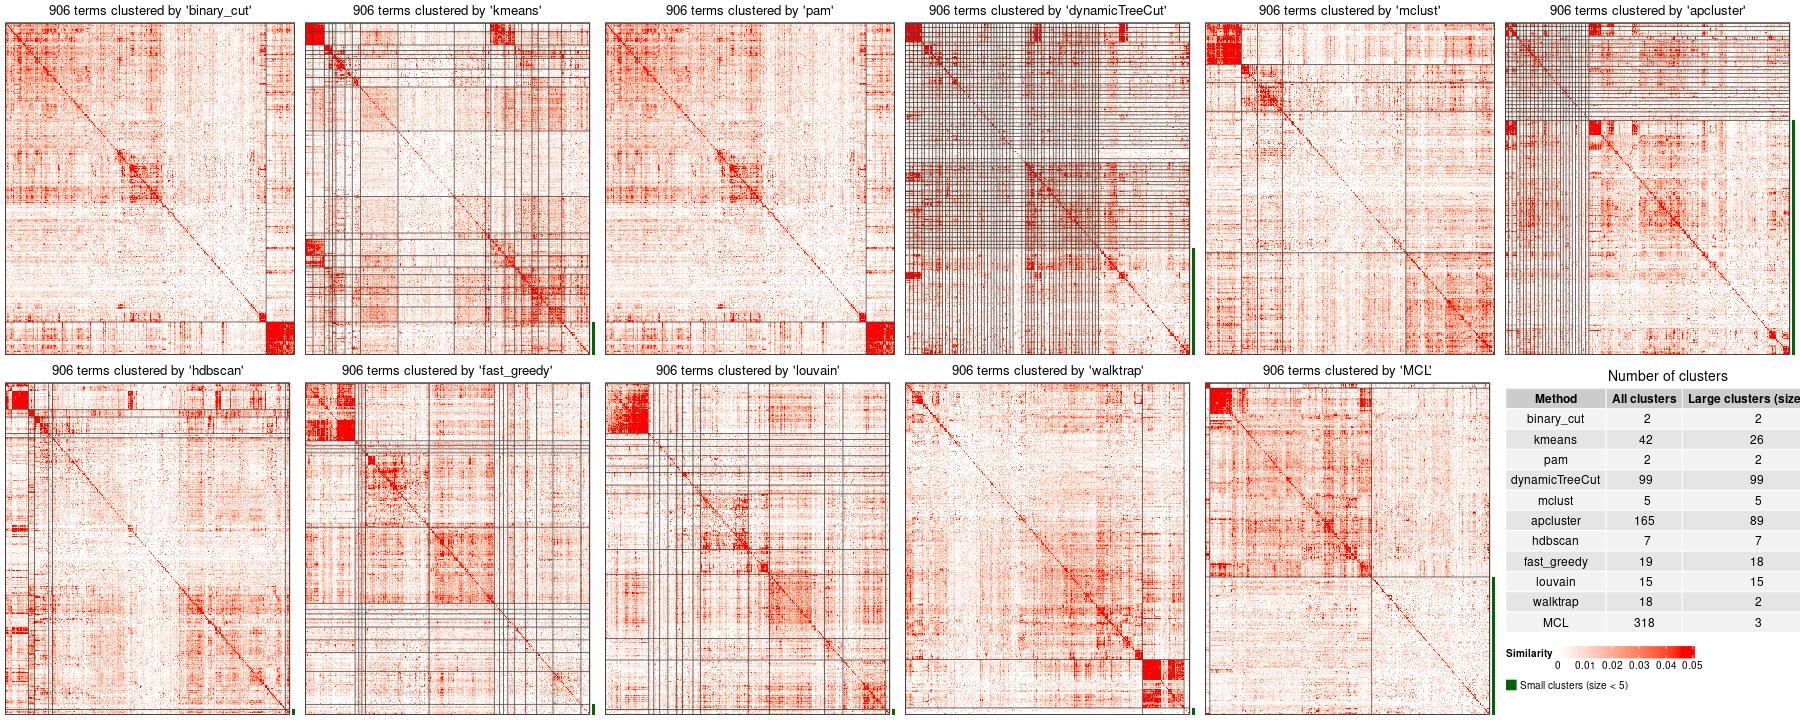 906 terms clustered by 'binary_cut'
906 terms clustered by 'kmeans'
906 terms clustered by 'pam'
906 terms clustered by 'dynamicTreeCut'
906 terms clustered by 'mclust'
906 terms clustered by 'apcluster'
906 terms clustered by 'hdbscan'
906 terms clustered by 'fast_greedy'
906 terms clustered by 'louvain'
906 terms clustered by 'walktrap'
906 terms clustered by 'MCL'
Number of clusters
Method All clusters Large clusters (size
binary_cut 2 2
kmeans 42 26
pam 2 2
dynamicTreeCut 99 99
mclust 5 5
apcluster 165 89
hdbscan 7 7
fast_greedy 19 18
louvain 15 15
walktrap 18 2
MCL 318 3
Similarity
0 0.01 0.02 0.03 0.04 0.05
Small clusters (size < 5)